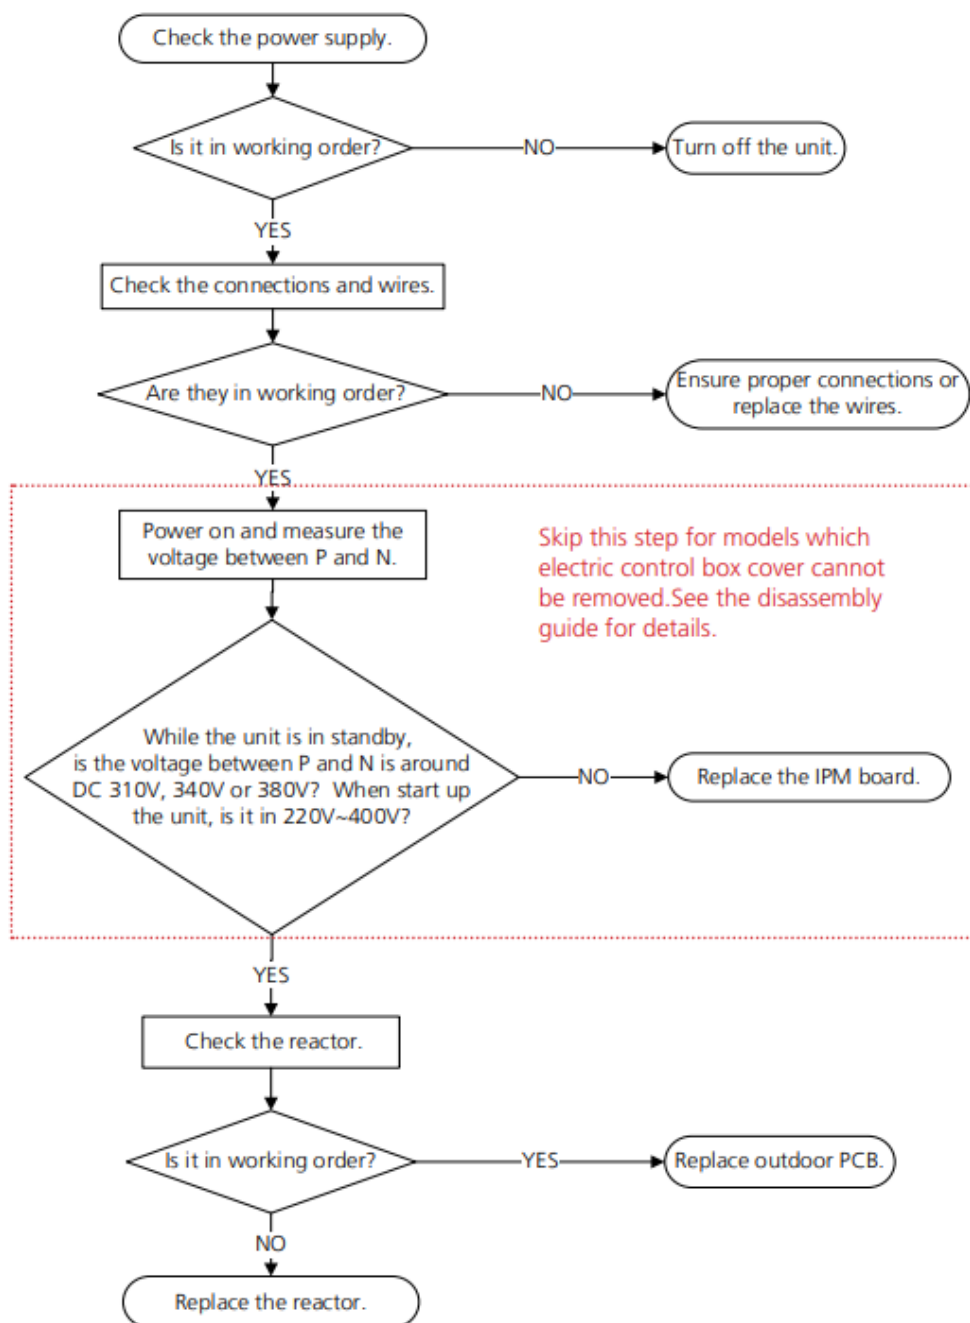 Check the power supply.
Is it in working order?
NO
Turn off the unit.
YES
Check the connections and wires.
Are they in working order?
NO
Ensure proper connections or
replace the wires.
YES
Power on and measure the
voltage between P and N.
Skip this step for models which
electric control box cover cannot
be removed.See the disassembly
guide for details.
While the unit is in standby,
is the voltage between P and N is around
DC 310V, 340V or 380V? When start up
the unit, is it in 220V~400V?
NO
Replace the IPM board.
YES
Check the reactor.
Is it in working order?
YES
Replace outdoor PCB.
NO
Replace the reactor.